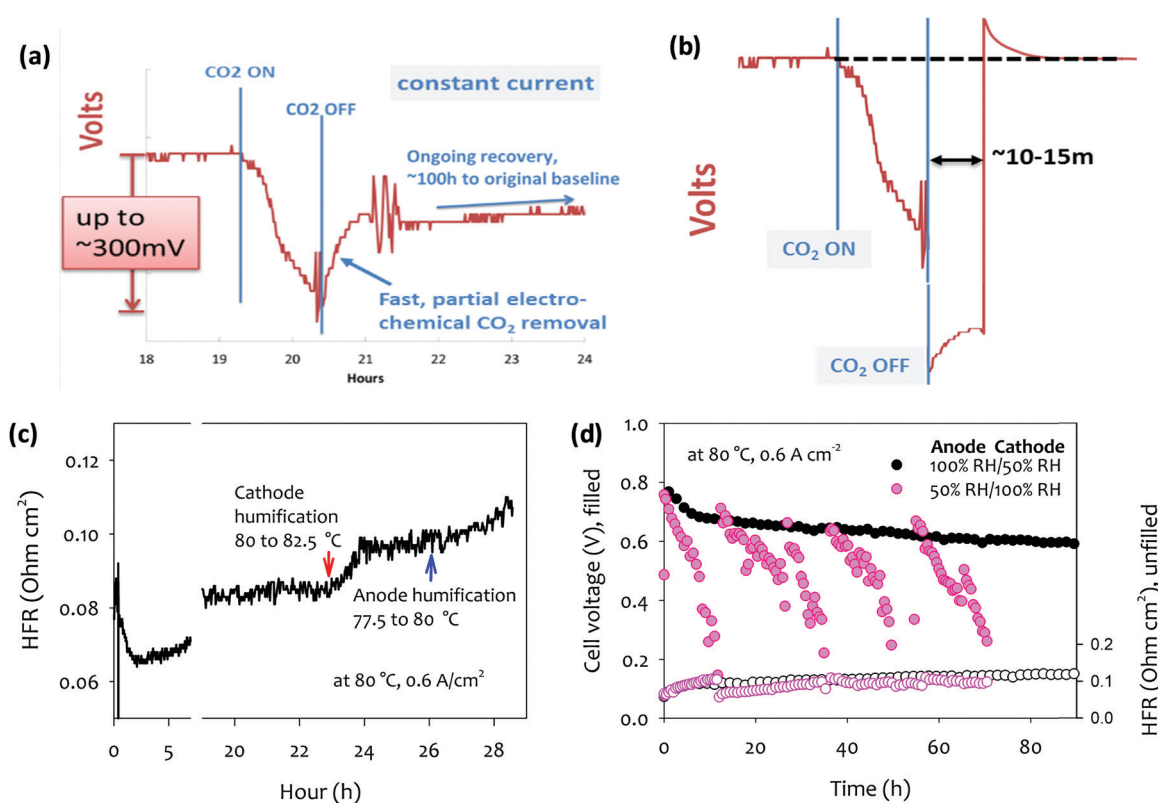 (a)
CO2 ON
constant current
CO2 OFF
Volts
Ongoing recovery,
~100h to original baseline
up to
~300mV
Fast, partial electro-
chemical CO₂ removal
18 19 20 21 22 23 24
Hours
(b)
~10-15m
Volts
CO₂ ON
CO₂ OFF
(c)
0.12
0.10
0.08
0.06
HFR (Ohm cm²)
Cathode
humification
80 to 82.5 °C
Anode humification
77.5 to 80 °C
at 80 °C, 0.6 A/cm²
0 5 20 22 24 26 28
Hour (h)
(d)
1.0
0.8
0.6
0.4
0.2
0.0
Cell voltage (V), filled
at 80 °C, 0.6 A cm⁻²
Anode Cathode
100% RH/50% RH
50% RH/100% RH
0.2
0.1
0.0
HFR (Ohm cm²), unfilled
0 20 40 60 80
Time (h)